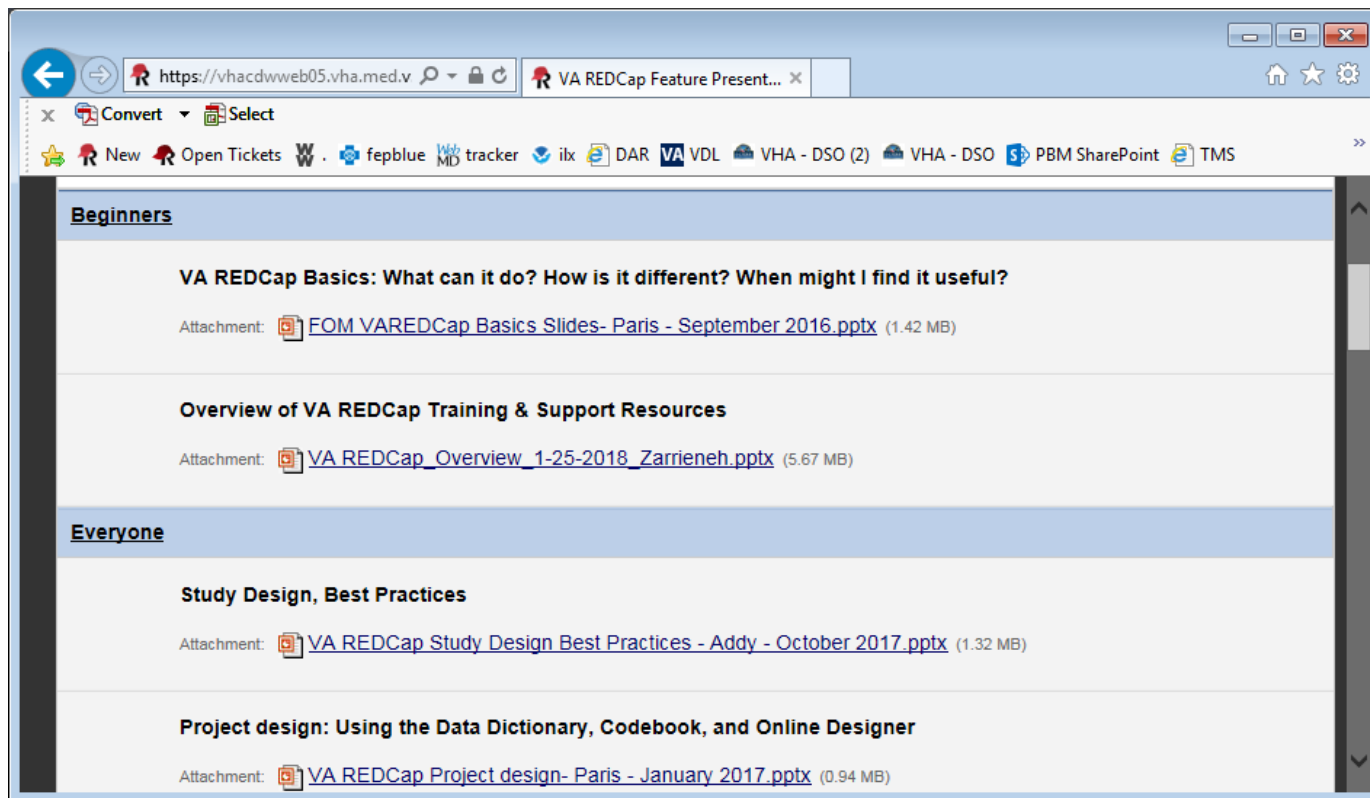 https://vhacdwweb05.vha.med.v
VA REDCap Feature Present...
Convert Select
New Open Tickets . fepblue tracker ilx DAR VDL VHA - DSO (2) VHA - DSO PBM SharePoint TMS
Beginners
VA REDCap Basics: What can it do? How is it different? When might I find it useful?
Attachment: FOM VAREDCap Basics Slides- Paris - September 2016.pptx (1.42 MB)
Overview of VA REDCap Training & Support Resources
Attachment: VA REDCap_Overview_1-25-2018_Zarrieneh.pptx (5.67 MB)
Everyone
Study Design, Best Practices
Attachment: VA REDCap Study Design Best Practices - Addy - October 2017.pptx (1.32 MB)
Project design: Using the Data Dictionary, Codebook, and Online Designer
Attachment: VA REDCap Project design- Paris - January 2017.pptx (0.94 MB)